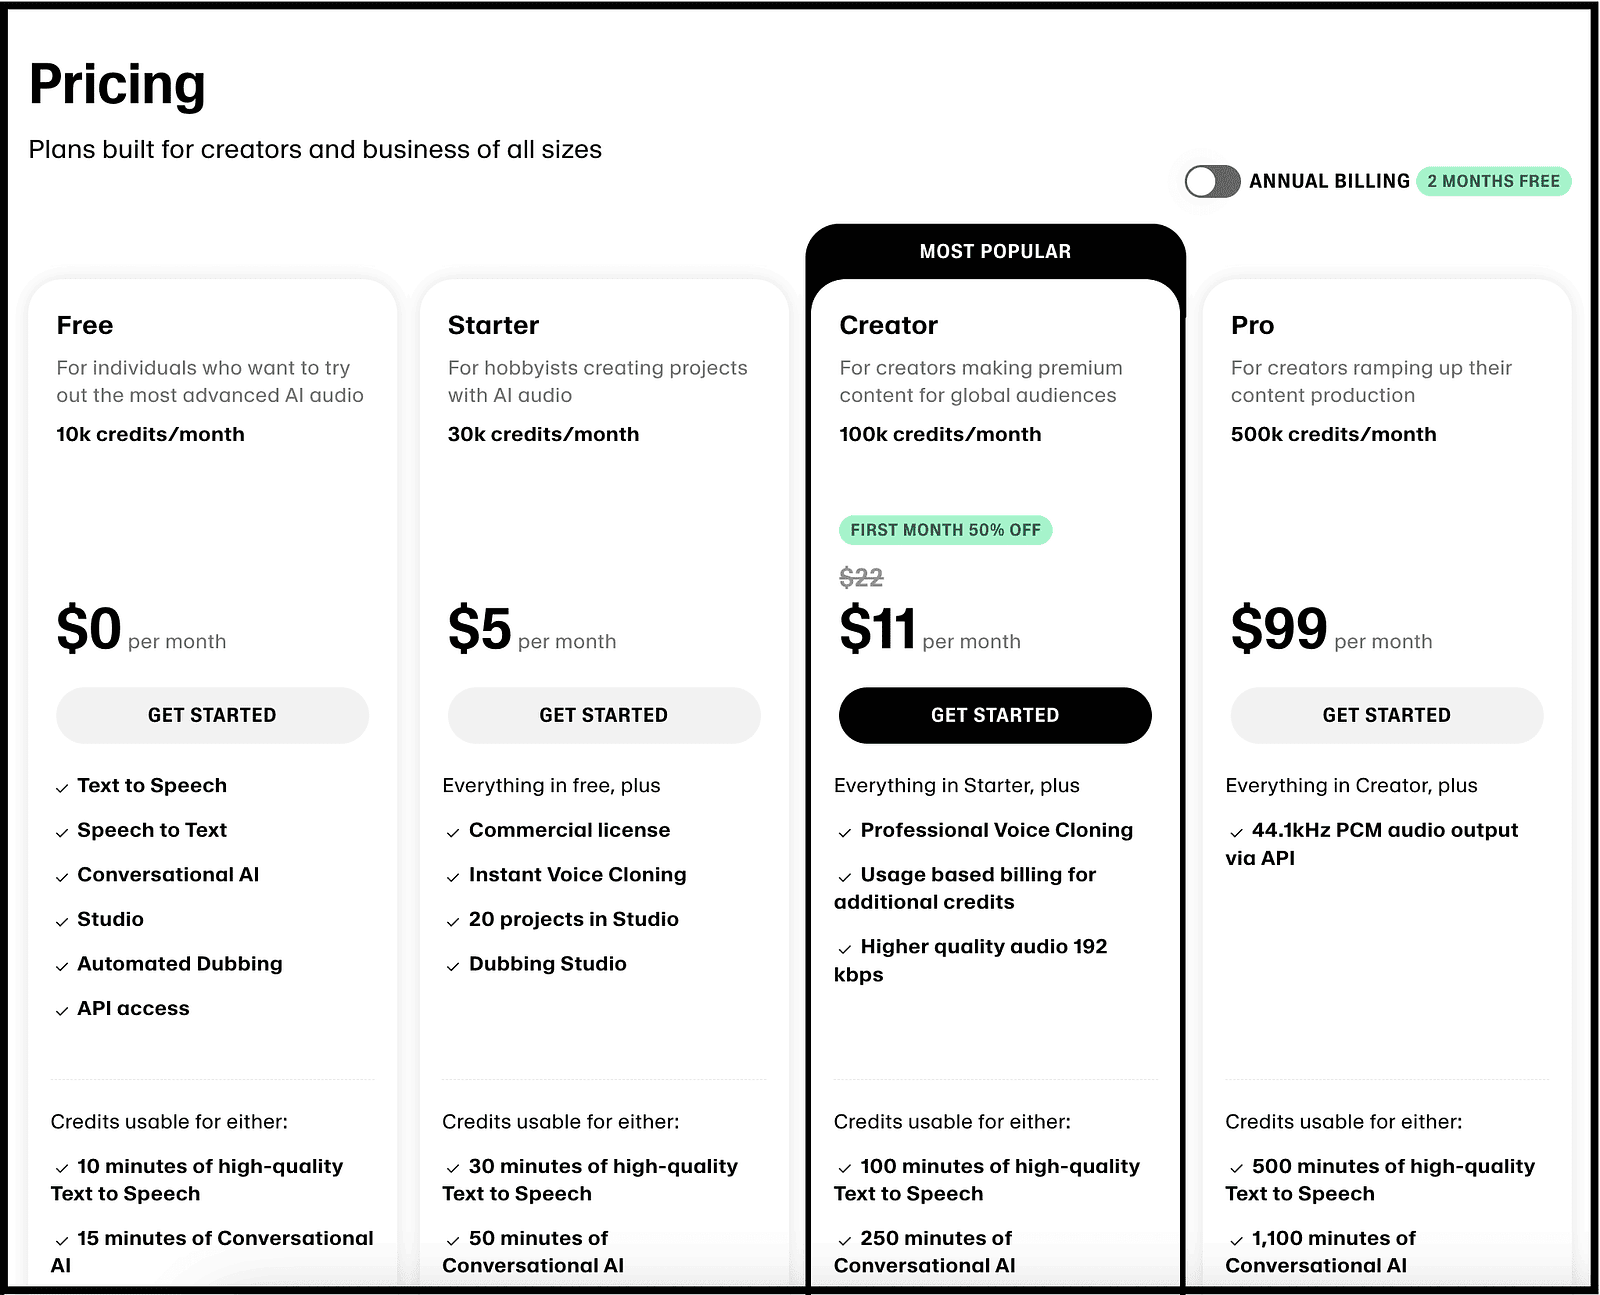 Pricing
Plans built for creators and business of all sizes
ANNUAL BILLING 2 MONTHS FREE
MOST POPULAR
Free
For individuals who want to try
out the most advanced AI audio
10k credits/month
$0 per month
GET STARTED
Text to Speech
Speech to Text
Conversational AI
Studio
Automated Dubbing
API access
Credits usable for either:
10 minutes of high-quality
Text to Speech
15 minutes of Conversational
AI
Starter
For hobbyists creating projects
with AI audio
30k credits/month
$5 per month
GET STARTED
Everything in free, plus
Commercial license
Instant Voice Cloning
20 projects in Studio
Dubbing Studio
Credits usable for either:
30 minutes of high-quality
Text to Speech
50 minutes of
Conversational AI
Creator
For creators making premium
content for global audiences
100k credits/month
FIRST MONTH 50% OFF
$22
$11 per month
GET STARTED
Everything in Starter, plus
Professional Voice Cloning
Usage based billing for
additional credits
Higher quality audio 192
kbps
Credits usable for either:
100 minutes of high-quality
Text to Speech
250 minutes of
Conversational AI
Pro
For creators ramping up their
content production
500k credits/month
$99 per month
GET STARTED
Everything in Creator, plus
44.1kHz PCM audio output
via API
Credits usable for either:
500 minutes of high-quality
Text to Speech
1,100 minutes of
Conversational AI